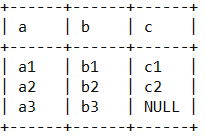 +------+------+------+
| a    | b    | c    |
+------+------+------+
| a1   | b1   | c1   |
| a2   | b2   | c2   |
| a3   | b3   | NULL |
+------+------+------+